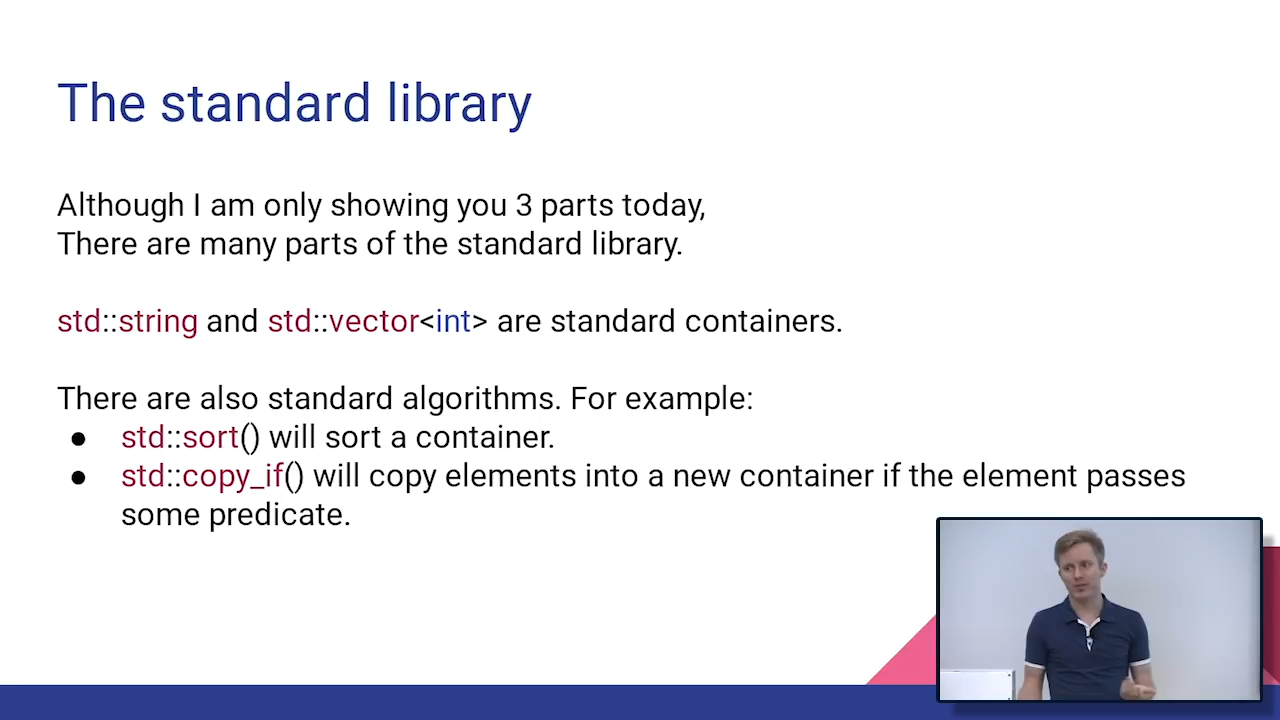 The standard library
Although I am only showing you 3 parts today,
There are many parts of the standard library.
std::string and std::vector<int> are standard containers.
There are also standard algorithms. For example:
● std::sort() will sort a container.
● std::copy_if() will copy elements into a new container if the element passes
some predicate.